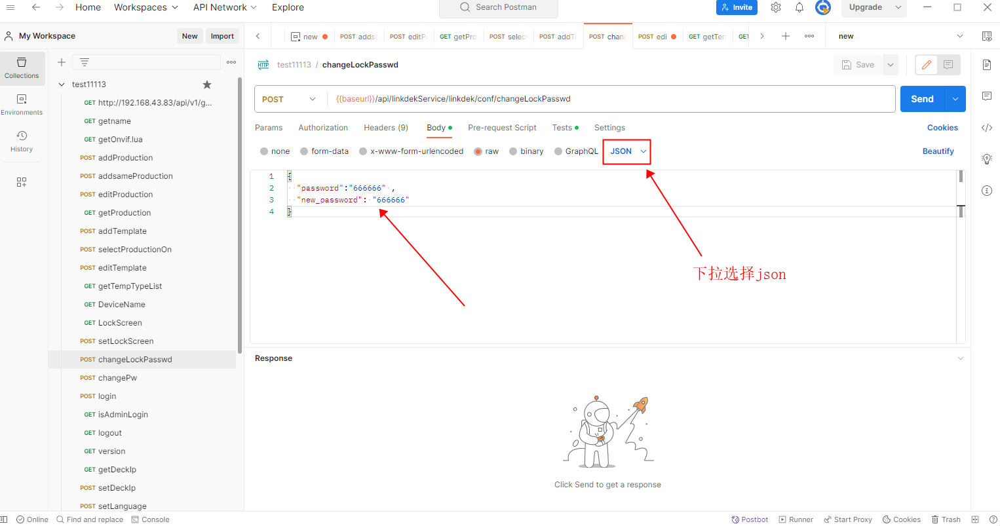 Home Workspaces API Network Explore Search Postman Invite Upgrade
My Workspace New Import
new POST addsa POST editP GET getPro POST select POST addTe POST chan POST edi GET getTem GET new
Collections
Environments
History
test11113
GET http://192.168.43.83/api/v1/g...
GET getname
GET getOnvif.lua
POST addProduction
POST addsameProduction
POST editProduction
GET getProduction
POST addTemplate
POST selectProductionOn
POST editTemplate
GET getTempTypeList
GET DeviceName
GET LockScreen
POST setLockScreen
POST changeLockPasswd
POST changePw
POST login
GET isAdminLogin
GET logout
GET version
GET getDeckIp
POST setDeckIp
POST setLanguage
HTTP test11113 / changeLockPasswd Save
POST {{baseurl}}/api/linkdekService/linkdek/conf/changeLockPasswd Send
Params Authorization Headers (9) Body Pre-request Script Tests Settings Cookies
none form-data x-www-form-urlencoded raw binary GraphQL JSON Beautify
1 {
2 "password":"666666" ,
3 "new_password": "666666"
4 }
下拉选择json
Response
Click Send to get a response
Online Find and replace Console Postbot Runner Start Proxy Cookies Trash